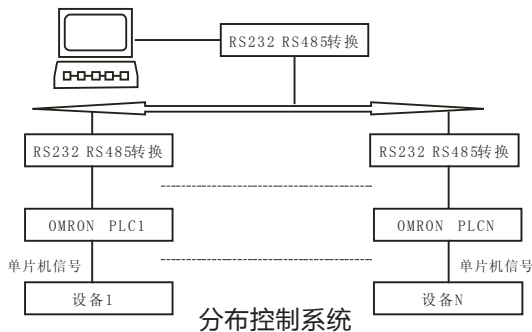 RS232 RS485转换
RS232 RS485转换
RS232 RS485转换
OMRON PLC1
OMRON PLCN
单片机信号
单片机信号
设备1
设备N
分布控制系统